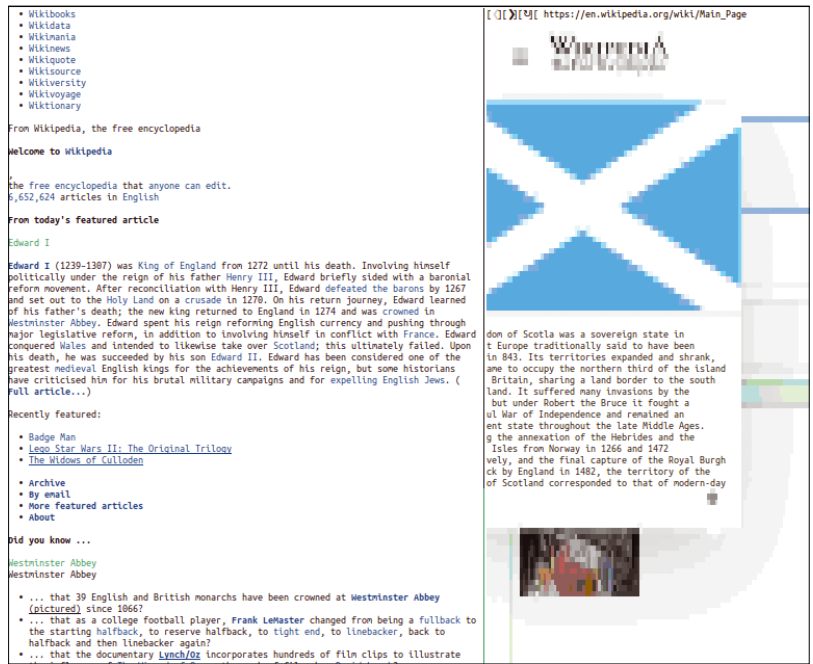 • Wikibooks
• Wikidata
• Wikimania
• Wikinews
• Wikiquote
• Wikisource
• Wikiversity
• Wikivoyage
• Wiktionary
From Wikipedia, the free encyclopedia
Welcome to Wikipedia
,
the free encyclopedia that anyone can edit.
6,652,624 articles in English
From today's featured article
Edward I
Edward I (1239–1307) was King of England from 1272 until his death. Involving himself
politically under the reign of his father Henry III, Edward briefly sided with a baronial
reform movement. After reconciliation with Henry III, Edward defeated the barons by 1267
and set out to the Holy Land on a crusade in 1270. On his return journey, Edward learned
of his father's death; the new king returned to England in 1274 and was crowned in
Westminster Abbey. Edward spent his reign reforming English currency and pushing through
major legislative reform, in addition to involving himself in conflict with France. Edward
conquered Wales and intended to likewise take over Scotland; this ultimately failed. Upon
his death, he was succeeded by his son Edward II. Edward has been considered one of the
greatest medieval English kings for the achievements of his reign, but some historians
have criticised him for his brutal military campaigns and for expelling English Jews. (
Full article...)
Recently featured:
• Badge Man
• Lego Star Wars II: The Original Trilogy
• The Widows of Culloden
• Archive
• By email
• More featured articles
• About
Did you know ...
Westminster Abbey
Westminster Abbey
• ... that 39 English and British monarchs have been crowned at Westminster Abbey
(pictured) since 1066?
• ... that as a college football player, Frank LeMaster changed from being a fullback to
the starting halfback, to reserve halfback, to tight end, to linebacker, back to
halfback and then linebacker again?
• ... that the documentary Lynch/Oz incorporates hundreds of film clips to illustrate
[❮][❯][↻][ https://en.wikipedia.org/wiki/Main_Page
WIKIPEDIA
dom of Scotla was a sovereign state in
t Europe traditionally said to have been
in 843. Its territories expanded and shrank,
ame to occupy the northern third of the island
Britain, sharing a land border to the south
land. It suffered many invasions by the
but under Robert the Bruce it fought a
ul War of Independence and remained an
ent state throughout the late Middle Ages.
g the annexation of the Hebrides and the
Isles from Norway in 1266 and 1472
vely, and the final capture of the Royal Burgh
ck by England in 1482, the territory of the
of Scotland corresponded to that of modern-day